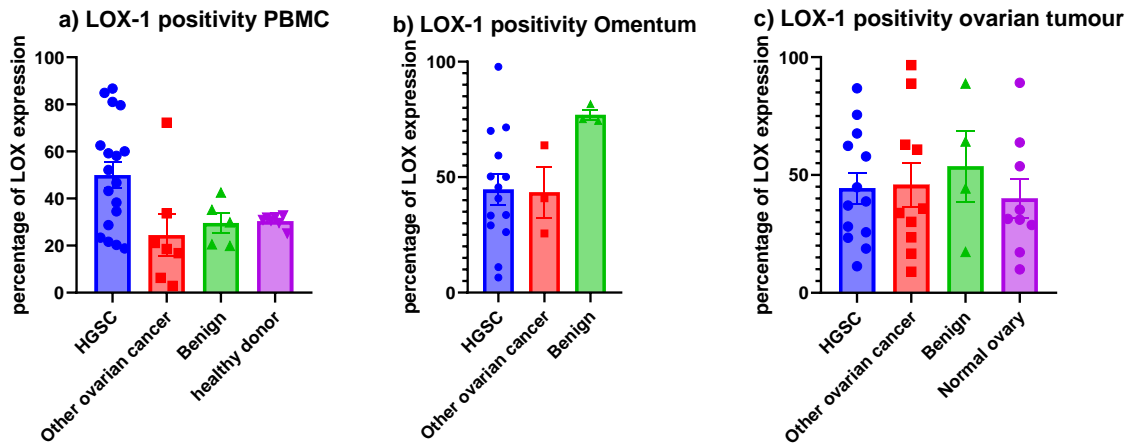 a) LOX-1 positivity PBMC
percentage of LOX expression
100
80
60
40
20
0
HGSC
Other ovarian cancer
Benign
healthy donor
b) LOX-1 positivity Omentum
percentage of LOX expression
100
50
0
HGSC
Other ovarian cancer
Benign
c) LOX-1 positivity ovarian tumour
percentage of LOX expression
100
50
0
HGSC
Other ovarian cancer
Benign
Normal ovary